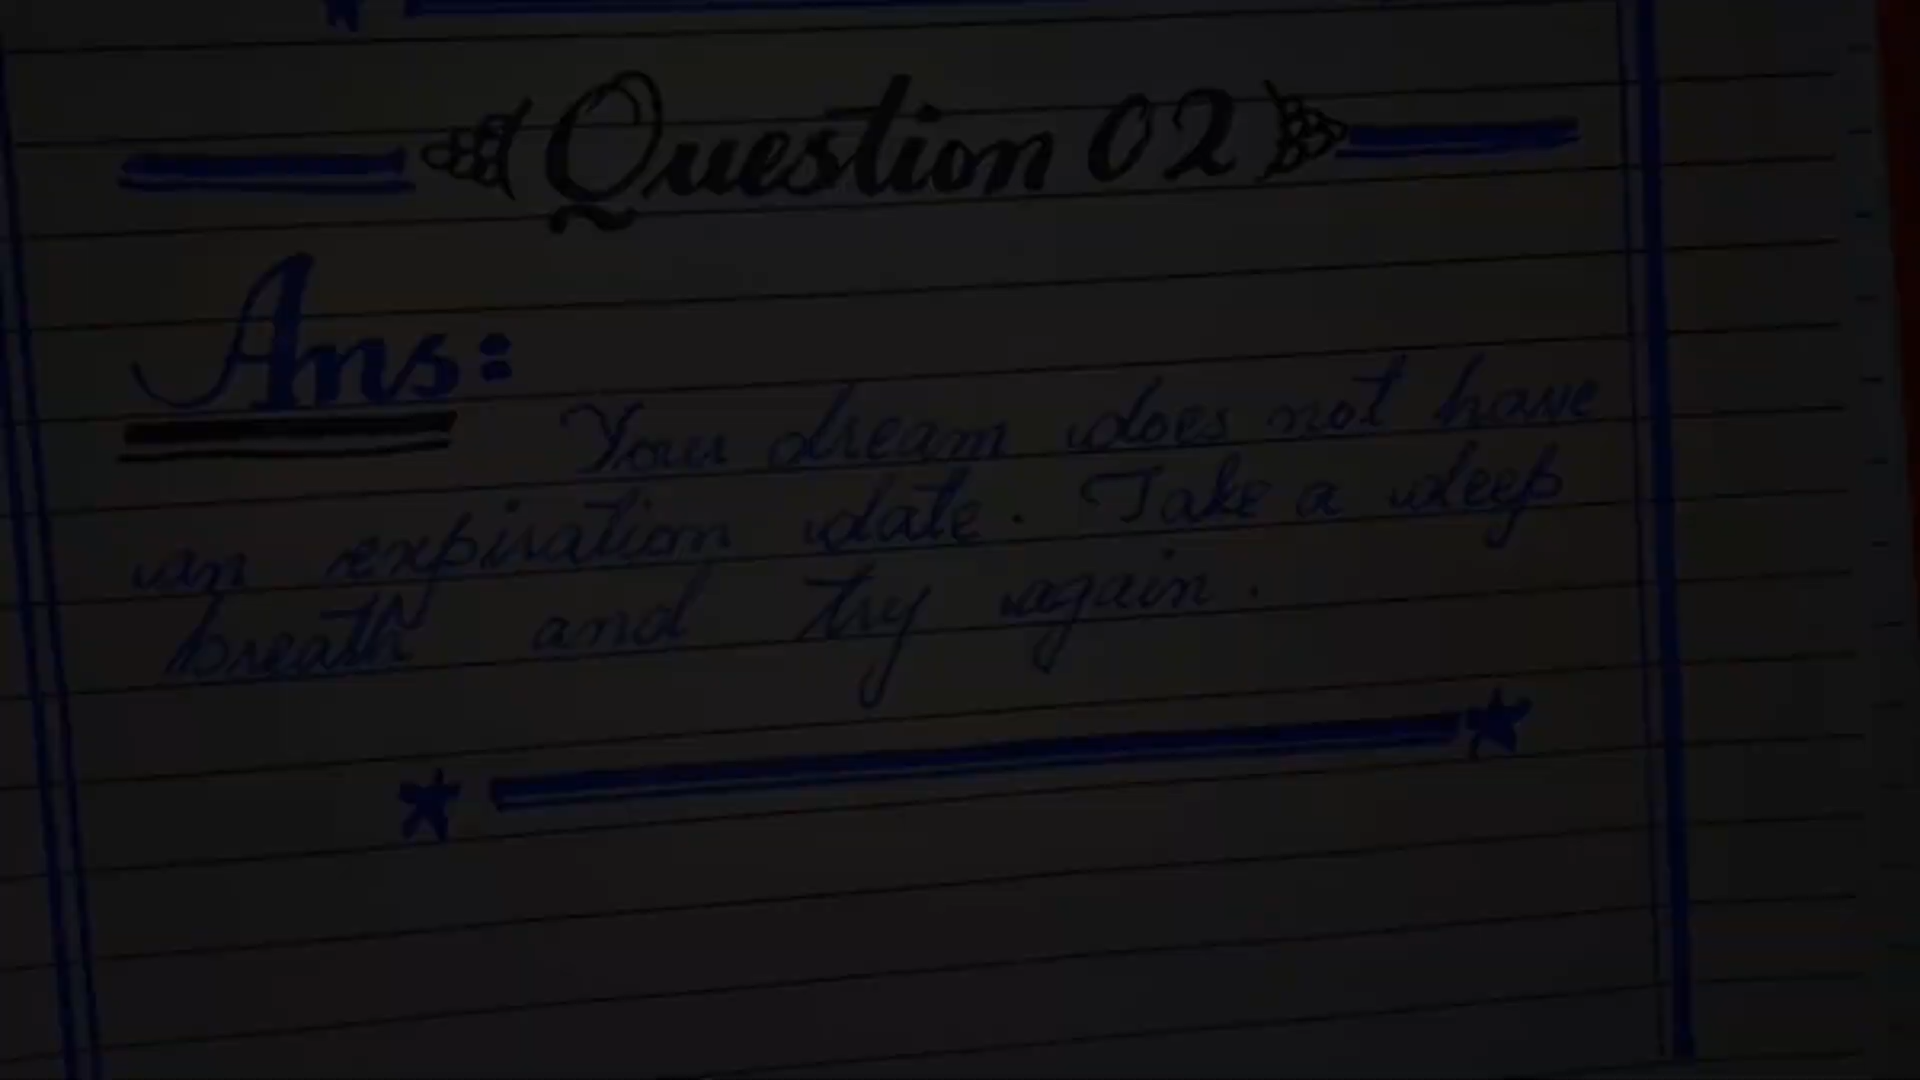 Question 02
Ans:
Your dream does not have
an expiration date. Take a deep
breath and try again.